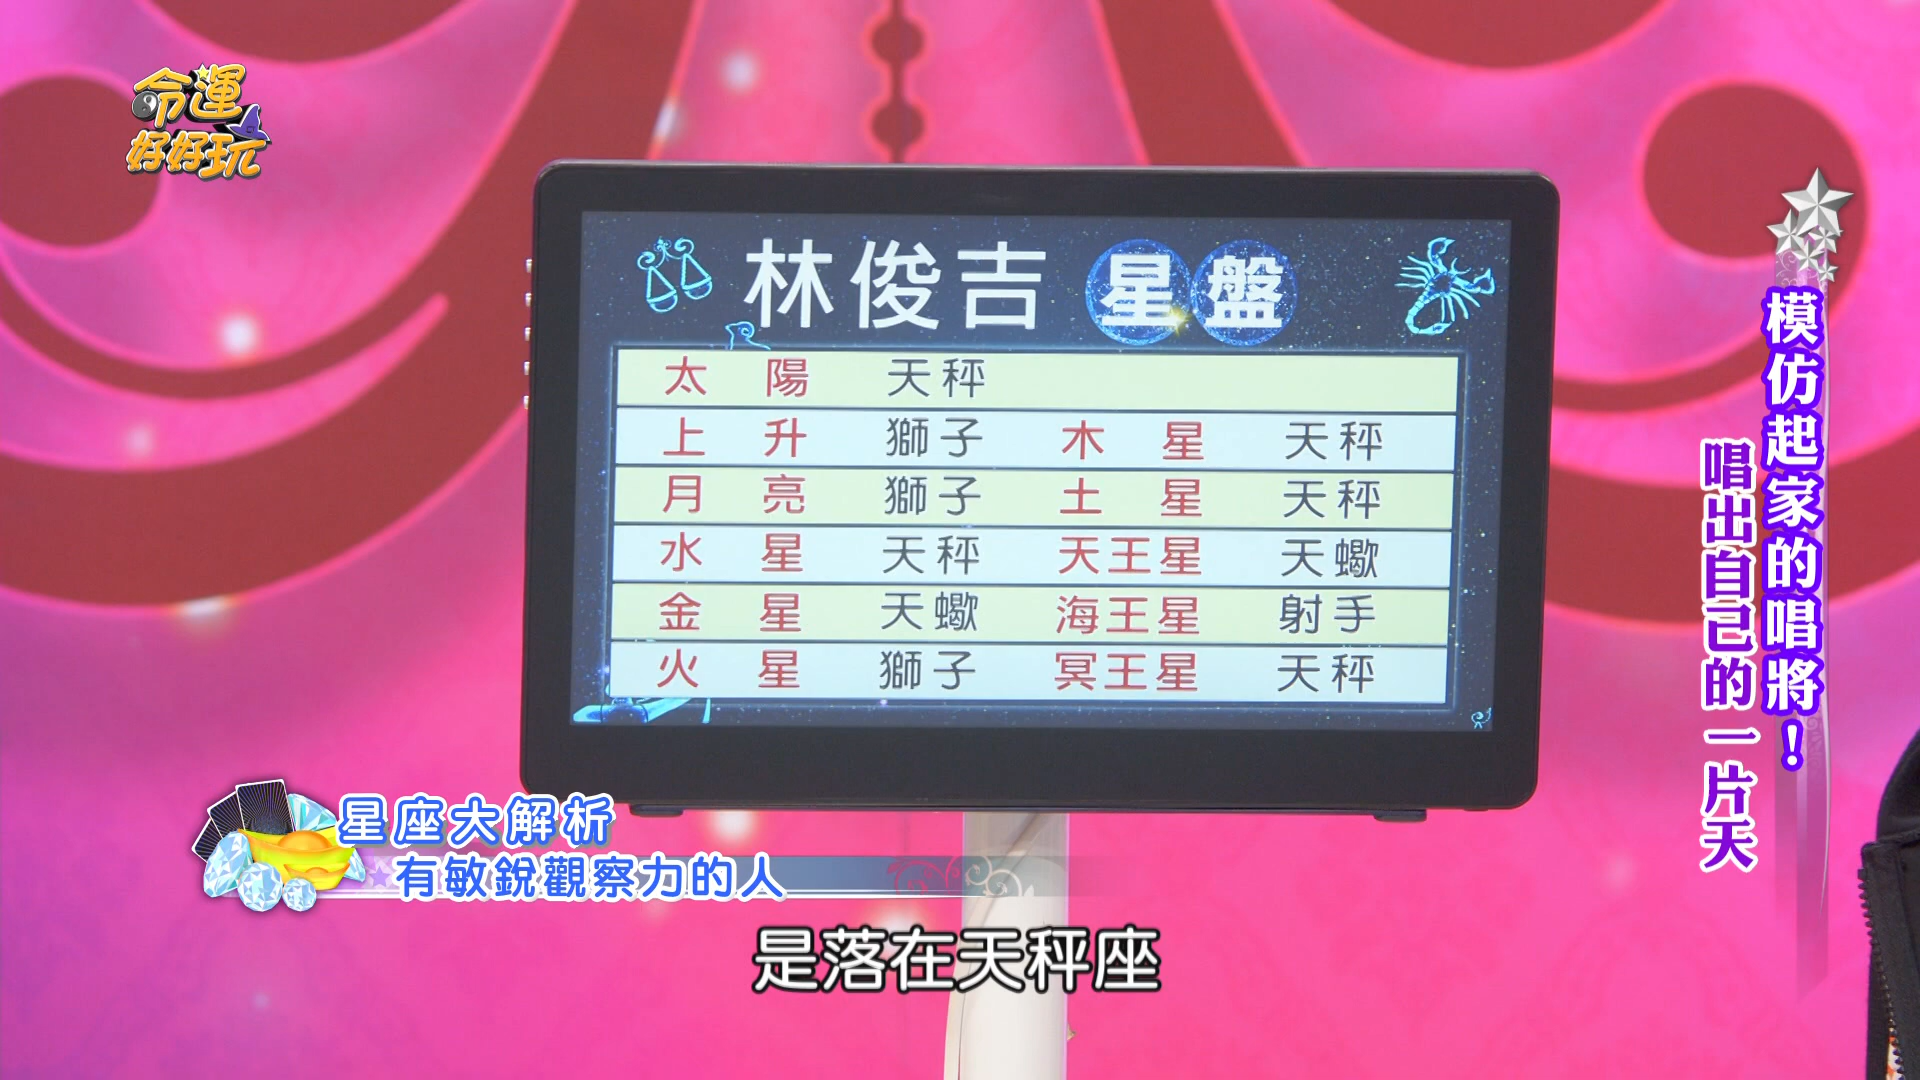 命運
好好玩
林俊吉 星盤
太陽 天秤
上升 獅子 木星 天秤
月亮 獅子 土星 天秤
水星 天秤 天王星 天蠍
金星 天蠍 海王星 射手
火星 獅子 冥王星 天秤
模仿起家的唱將！
唱出自己的一片天
星座大解析
有敏銳觀察力的人
是落在天秤座